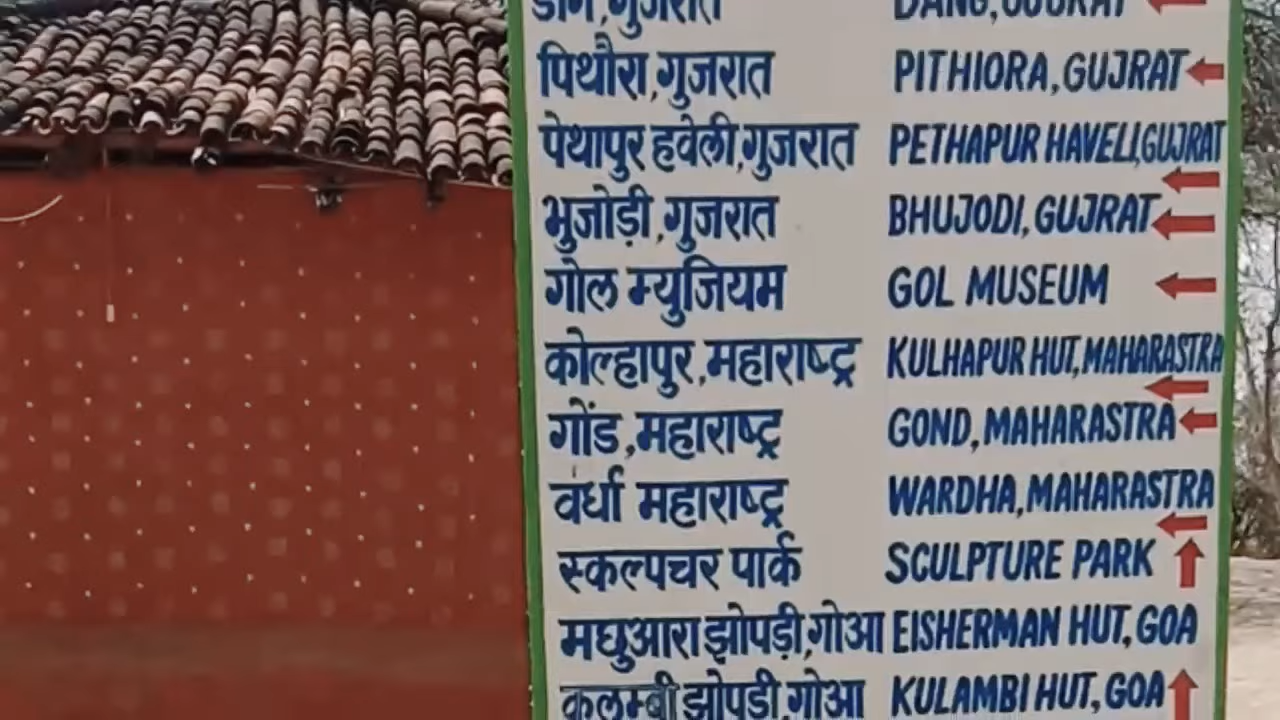 डांग,गुजरात DANG,GUJRAT
पिथौरा,गुजरात PITHIORA,GUJRAT
पेथापुर हवेली,गुजरात PETHAPUR HAVELI,GUJRAT
भुजोड़ी,गुजरात BHUJODI,GUJRAT
गोल म्युजियम GOL MUSEUM
कोल्हापुर,महाराष्ट्र KULHAPUR HUT,MAHARASTRA
गोंड,महाराष्ट्र GOND,MAHARASTRA
वर्धा महाराष्ट्र WARDHA,MAHARASTRA
स्कल्पचर पार्क SCULPTURE PARK
मछुआरा झोपड़ी,गोआ EISHERMAN HUT,GOA
कुलम्बी झोपड़ी,गोआ KULAMBI HUT,GOA